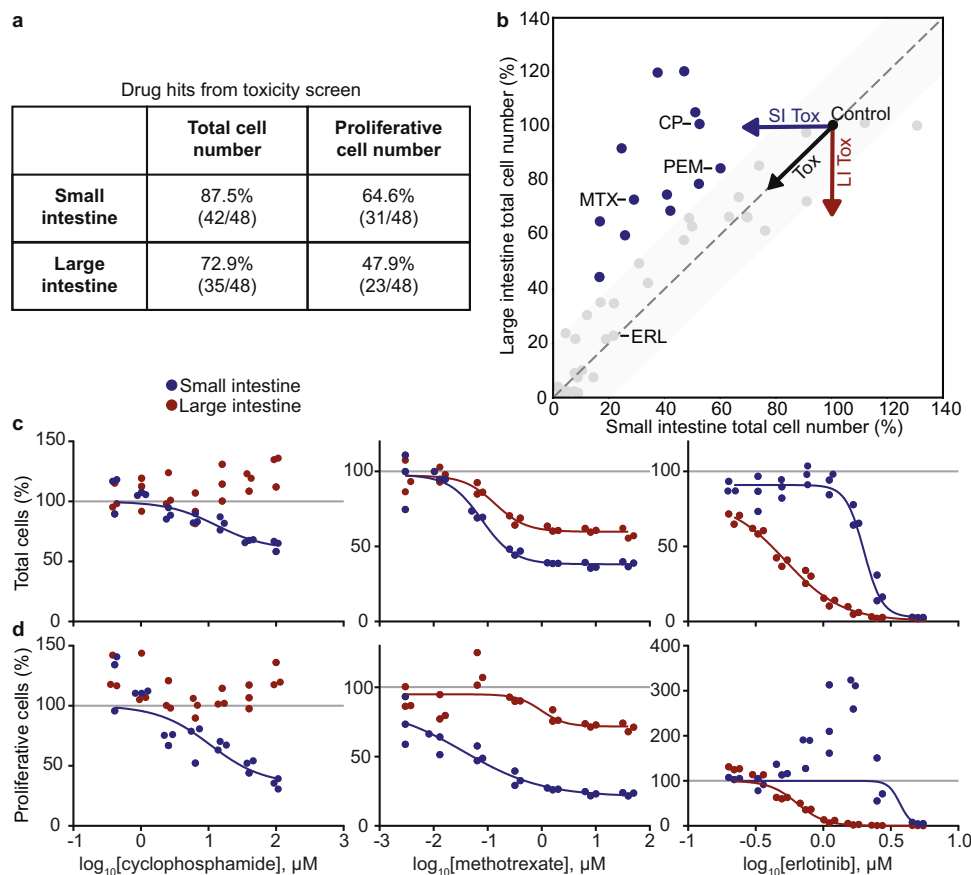 a
Drug hits from toxicity screen
Total cell number
Proliferative cell number
Small intestine
87.5% (42/48)
64.6% (31/48)
Large intestine
72.9% (35/48)
47.9% (23/48)
b
Large intestine total cell number (%)
140
120
100
80
60
40
20
0
SI Tox
Control
CP
Tox
LI Tox
PEM
MTX
ERL
0 20 40 60 80 100 120 140
Small intestine total cell number (%)
Small intestine
Large intestine
c
Total cells (%)
150
100
50
0
100
50
0
100
50
0
d
Proliferative cells (%)
150
100
50
0
100
50
0
400
300
200
100
0
-1 0 1 2 3
log10[cyclophosphamide], µM
-3 -2 -1 0 1 2
log10[methotrexate], µM
-1.0 -0.5 0.0 0.5 1.0
log10[erlotinib], µM